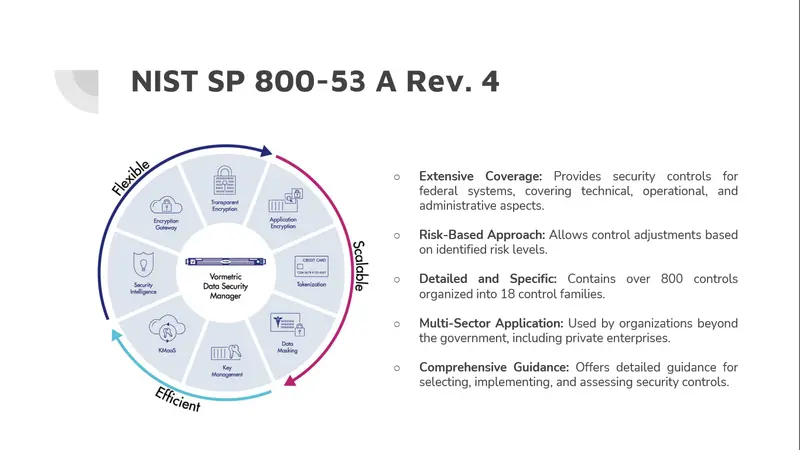 NIST SP 800-53 A Rev. 4
Flexible
Scalable
Efficient
Transparent
Encryption
Application
Encryption
CREDIT CARD
Tokenization
Data
Masking
Key
Management
KMaaS
Security
Intelligence
Encryption
Gateway
Vormetric
Data Security
Manager
○ Extensive Coverage: Provides security controls for
federal systems, covering technical, operational, and
administrative aspects.
○ Risk-Based Approach: Allows control adjustments based
on identified risk levels.
○ Detailed and Specific: Contains over 800 controls
organized into 18 control families.
○ Multi-Sector Application: Used by organizations beyond
the government, including private enterprises.
○ Comprehensive Guidance: Offers detailed guidance for
selecting, implementing, and assessing security controls.